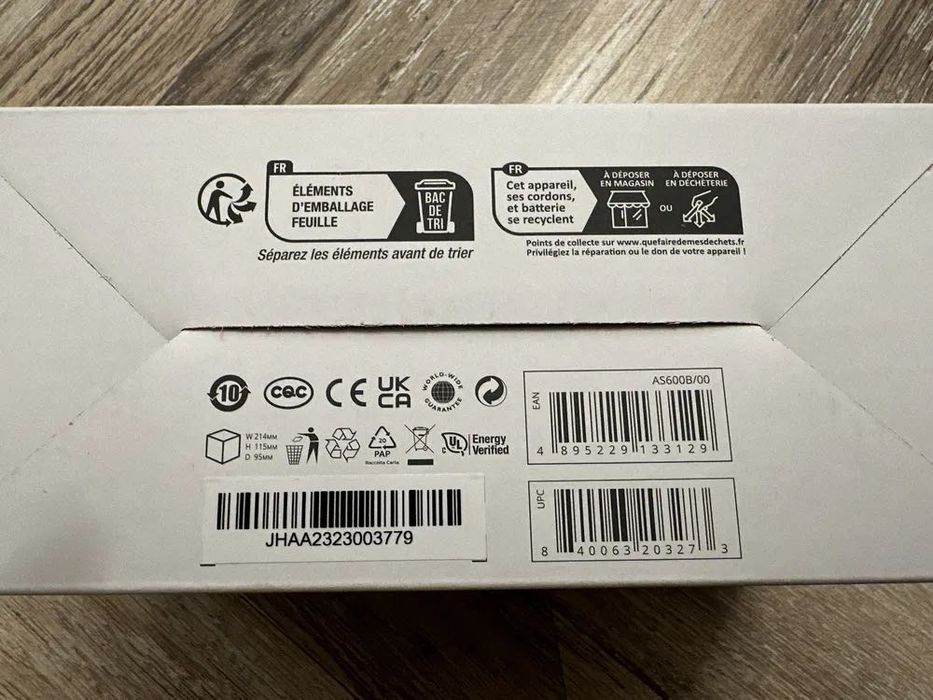 FR
ÉLÉMENTS
D'EMBALLAGE
FEUILLE
BAC
DE
TRI
Séparez les éléments avant de trier
FR
Cet appareil,
ses cordons,
et batterie
se recyclent
À DÉPOSER
EN MAGASIN
OU
À DÉPOSER
EN DÉCHÈTERIE
Points de collecte sur www.quefairedemesdechets.fr
Privilégiez la réparation ou le don de votre appareil !
10
CQC
CE
UK
CA
WORLD-WIDE
GUARANTEE
W 214MM
H 115MM
D 95MM
20
PAP
Raccolta Carta
UL
Energy
Verified
JHAA2323003779
AS600B/00
EAN
4 895229 133129
UPC
8 40063 20327 3